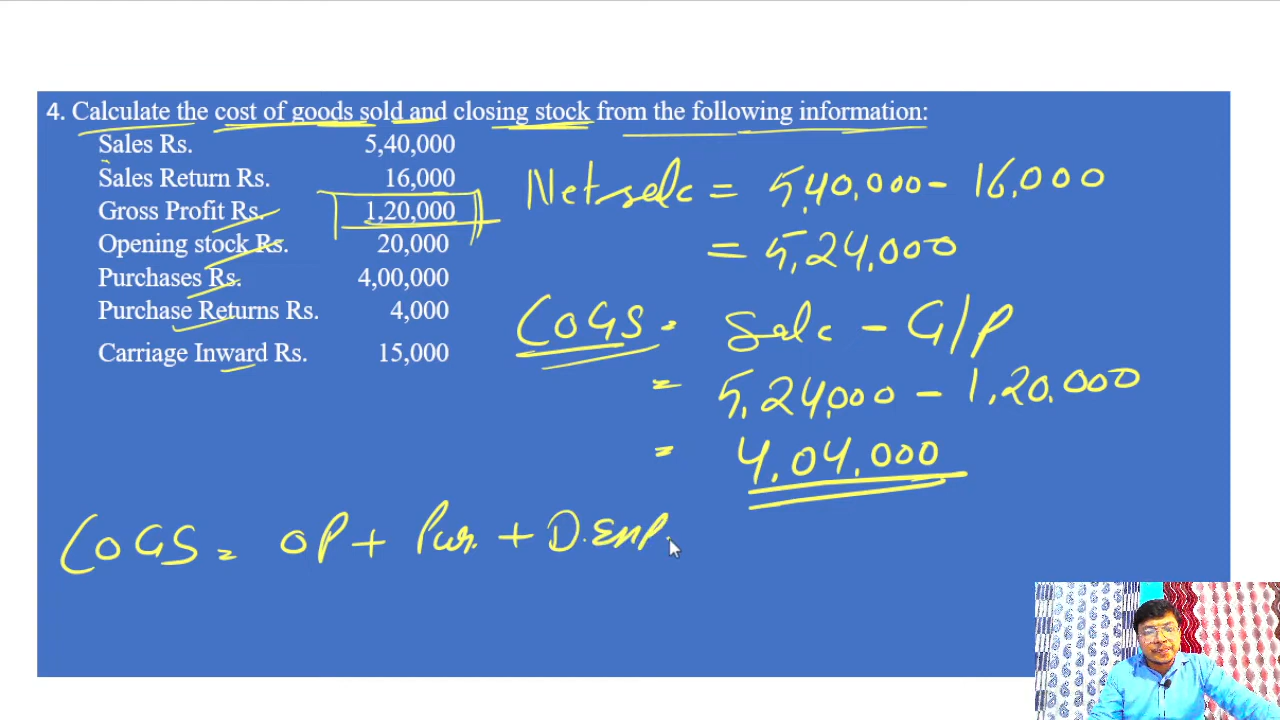 4. Calculate the cost of goods sold and closing stock from the following information:
Sales Rs. 5,40,000
Sales Return Rs. 16,000
Gross Profit Rs. 1,20,000
Opening stock Rs. 20,000
Purchases Rs. 4,00,000
Purchase Returns Rs. 4,000
Carriage Inward Rs. 15,000
Net sale = 5,40,000 - 16,000
= 5,24,000
COGS = Sale - G/P
= 5,24,000 - 1,20,000
= 4,04,000
COGS = OP + Pur. + D.Exp.